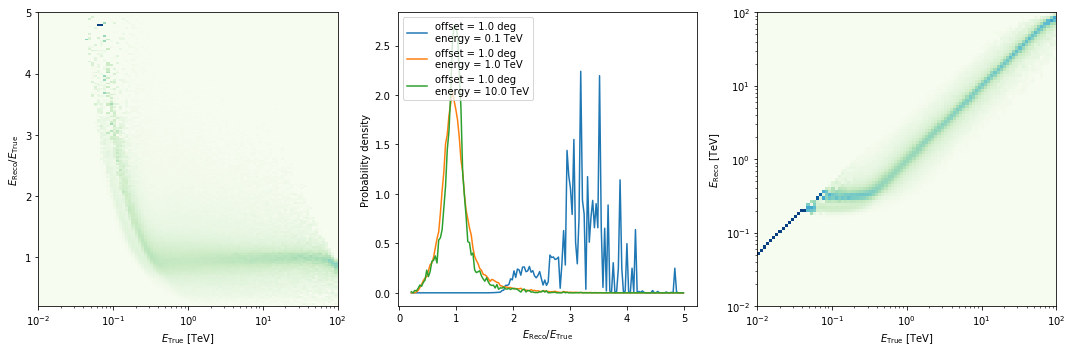 5
4
3
2
1
E_Reco/E_True
10^−2
10^−1
10^0
10^1
10^2
E_True [TeV]
offset = 1.0 deg
energy = 0.1 TeV
offset = 1.0 deg
energy = 1.0 TeV
offset = 1.0 deg
energy = 10.0 TeV
2.5
2.0
1.5
1.0
0.5
0.0
Probability density
0
1
2
3
4
5
E_Reco/E_True
10^2
10^1
10^0
10^−1
10^−2
E_Reco [TeV]
10^−2
10^−1
10^0
10^1
10^2
E_True [TeV]